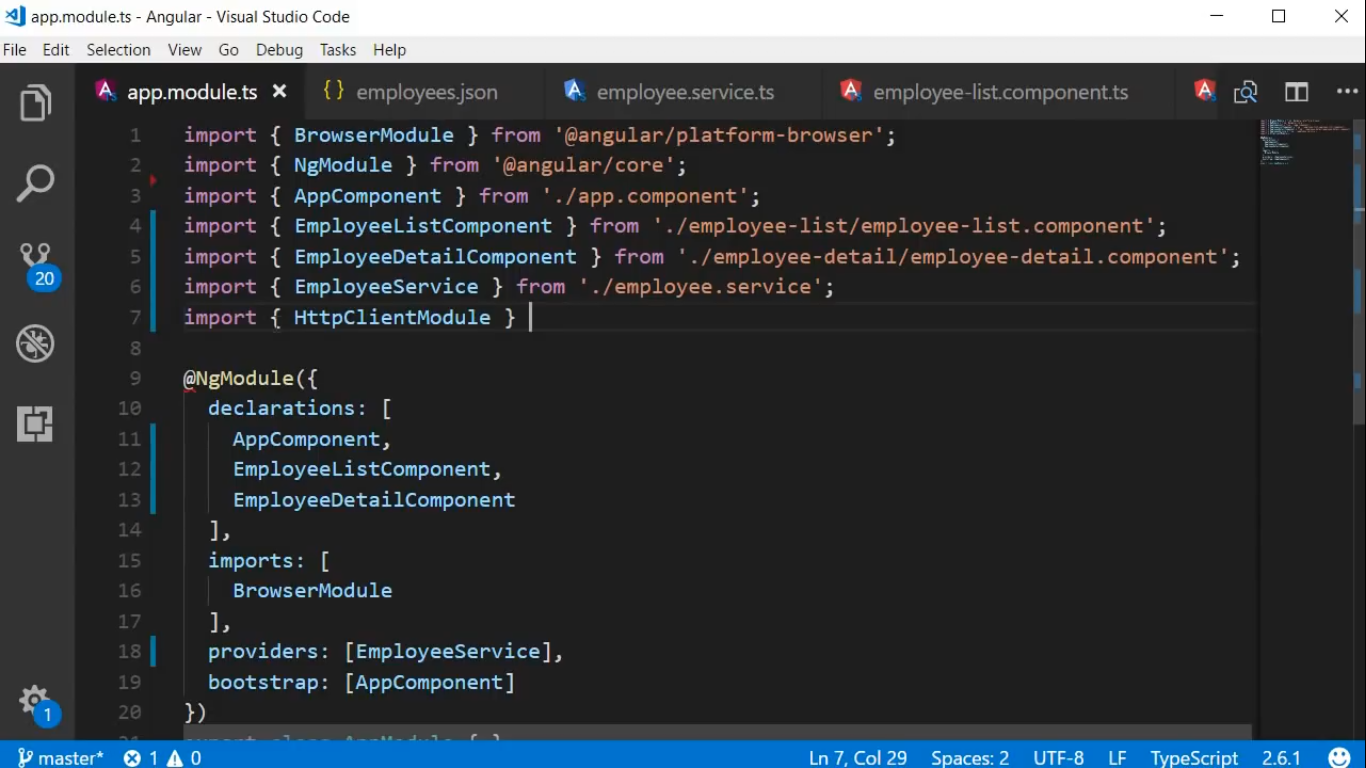 app.module.ts - Angular - Visual Studio Code
File Edit Selection View Go Debug Tasks Help
app.module.ts employees.json employee.service.ts employee-list.component.ts
1 import { BrowserModule } from '@angular/platform-browser';
2 import { NgModule } from '@angular/core';
3 import { AppComponent } from './app.component';
4 import { EmployeeListComponent } from './employee-list/employee-list.component';
5 import { EmployeeDetailComponent } from './employee-detail/employee-detail.component';
6 import { EmployeeService } from './employee.service';
7 import { HttpClientModule }
8
9 @NgModule({
10 declarations: [
11 AppComponent,
12 EmployeeListComponent,
13 EmployeeDetailComponent
14 ],
15 imports: [
16 BrowserModule
17 ],
18 providers: [EmployeeService],
19 bootstrap: [AppComponent]
20 })
21 export class AppModule { }
20
1
master* 1 0 Ln 7, Col 29 Spaces: 2 UTF-8 LF TypeScript 2.6.1